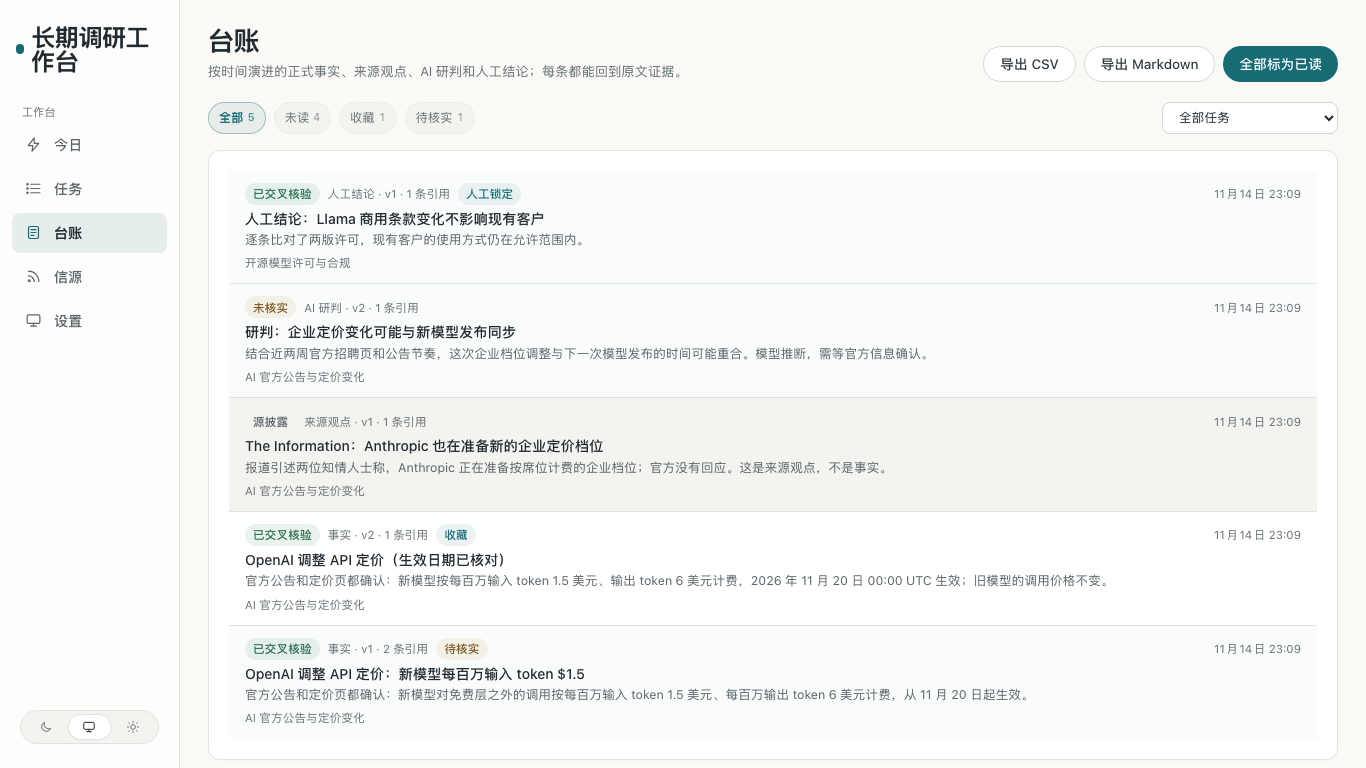 长期调研工
作台
工作台
今日
任务
台账
信源
设置
台账
按时间演进的正式事实、来源观点、AI 研判和人工结论；每条都能回到原文证据。
导出 CSV
导出 Markdown
全部标为已读
全部 5
未读 4
收藏 1
待核实 1
全部任务
已交叉核验 人工结论 · v1 · 1 条引用 人工锁定 11月14日 23:09
人工结论：Llama 商用条款变化不影响现有客户
逐条比对了两版许可，现有客户的使用方式仍在允许范围内。
开源模型许可与合规
未核实 AI 研判 · v2 · 1 条引用 11月14日 23:09
研判：企业定价变化可能与新模型发布同步
结合近两周官方招聘页和公告节奏，这次企业档位调整与下一次模型发布的时间可能重合。模型推断，需等官方信息确认。
AI 官方公告与定价变化
源披露 来源观点 · v1 · 1 条引用 11月14日 23:09
The Information：Anthropic 也在准备新的企业定价档位
报道引述两位知情人士称，Anthropic 正在准备按席位计费的企业档位；官方没有回应。这是来源观点，不是事实。
AI 官方公告与定价变化
已交叉核验 事实 · v2 · 1 条引用 收藏 11月14日 23:09
OpenAI 调整 API 定价（生效日期已核对）
官方公告和定价页都确认：新模型按每百万输入 token 1.5 美元、输出 token 6 美元计费，2026 年 11 月 20 日 00:00 UTC 生效；旧模型的调用价格不变。
AI 官方公告与定价变化
已交叉核验 事实 · v1 · 2 条引用 待核实 11月14日 23:09
OpenAI 调整 API 定价：新模型每百万输入 token $1.5
官方公告和定价页都确认：新模型对免费层之外的调用按每百万输入 token 1.5 美元、每百万输出 token 6 美元计费，从 11 月 20 日起生效。
AI 官方公告与定价变化